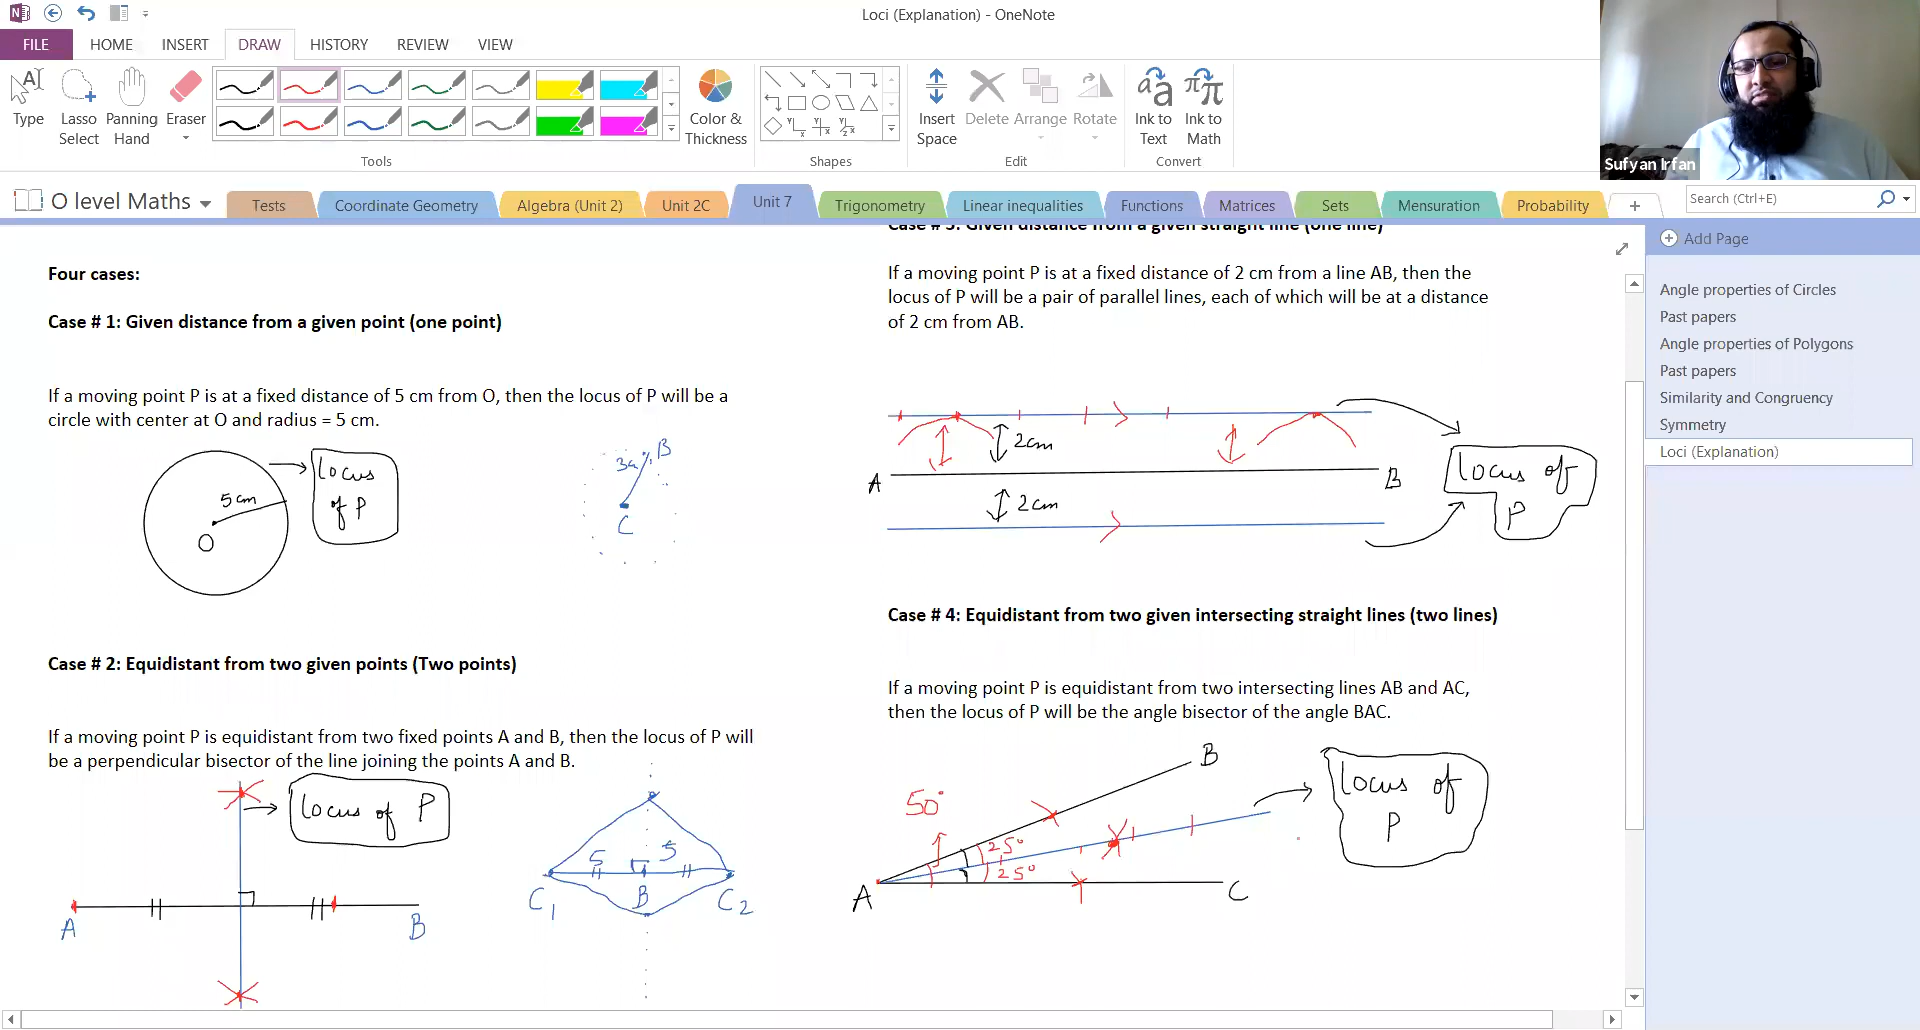 Loci (Explanation) - OneNote
FILE HOME INSERT DRAW HISTORY REVIEW VIEW
Type
Lasso Select
Panning Hand
Eraser
Color & Thickness
Insert Space
Delete
Arrange
Rotate
Ink to Text
Ink to Math
Tools
Shapes
Edit
Convert
Sufyan Irfan
O level Maths
Tests Coordinate Geometry Algebra (Unit 2) Unit 2C Unit 7 Trigonometry Linear inequalities Functions Matrices Sets Mensuration Probability +
Search (Ctrl+E)
Add Page
Angle properties of Circles
Past papers
Angle properties of Polygons
Past papers
Similarity and Congruency
Symmetry
Loci (Explanation)
Four cases:
Case # 1: Given distance from a given point (one point)
If a moving point P is at a fixed distance of 5 cm from O, then the locus of P will be a
circle with center at O and radius = 5 cm.
5cm
O
locus
of P
B
C
Case # 2: Equidistant from two given points (Two points)
If a moving point P is equidistant from two fixed points A and B, then the locus of P will
be a perpendicular bisector of the line joining the points A and B.
locus of P
A B
5 5
C1 B C2
Case # 3: Given distance from a given straight line (one line)
If a moving point P is at a fixed distance of 2 cm from a line AB, then the
locus of P will be a pair of parallel lines, each of which will be at a distance
of 2 cm from AB.
2cm
A B
2cm
locus of
P
Case # 4: Equidistant from two given intersecting straight lines (two lines)
If a moving point P is equidistant from two intersecting lines AB and AC,
then the locus of P will be the angle bisector of the angle BAC.
B
50°
25°
25°
A C
locus of
P